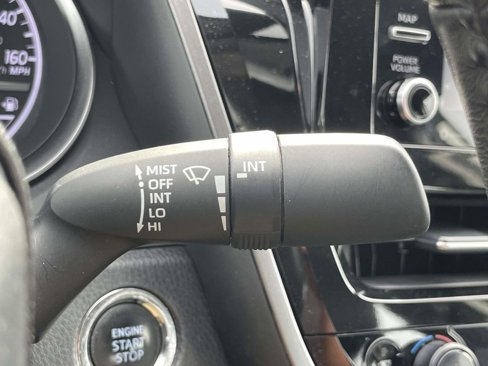 40
160
MPH
MAP
POWER
VOLUME
MIST
OFF
INT
LO
HI
INT
ENGINE
START
STOP